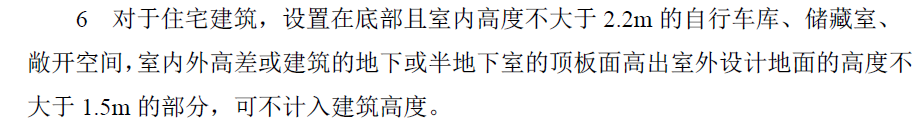 6 对于住宅建筑，设置在底部且室内高度不大于 2.2m 的自行车库、储藏室、
敞开空间，室内外高差或建筑的地下或半地下室的顶板面高出室外设计地面的高度不
大于 1.5m 的部分，可不计入建筑高度。